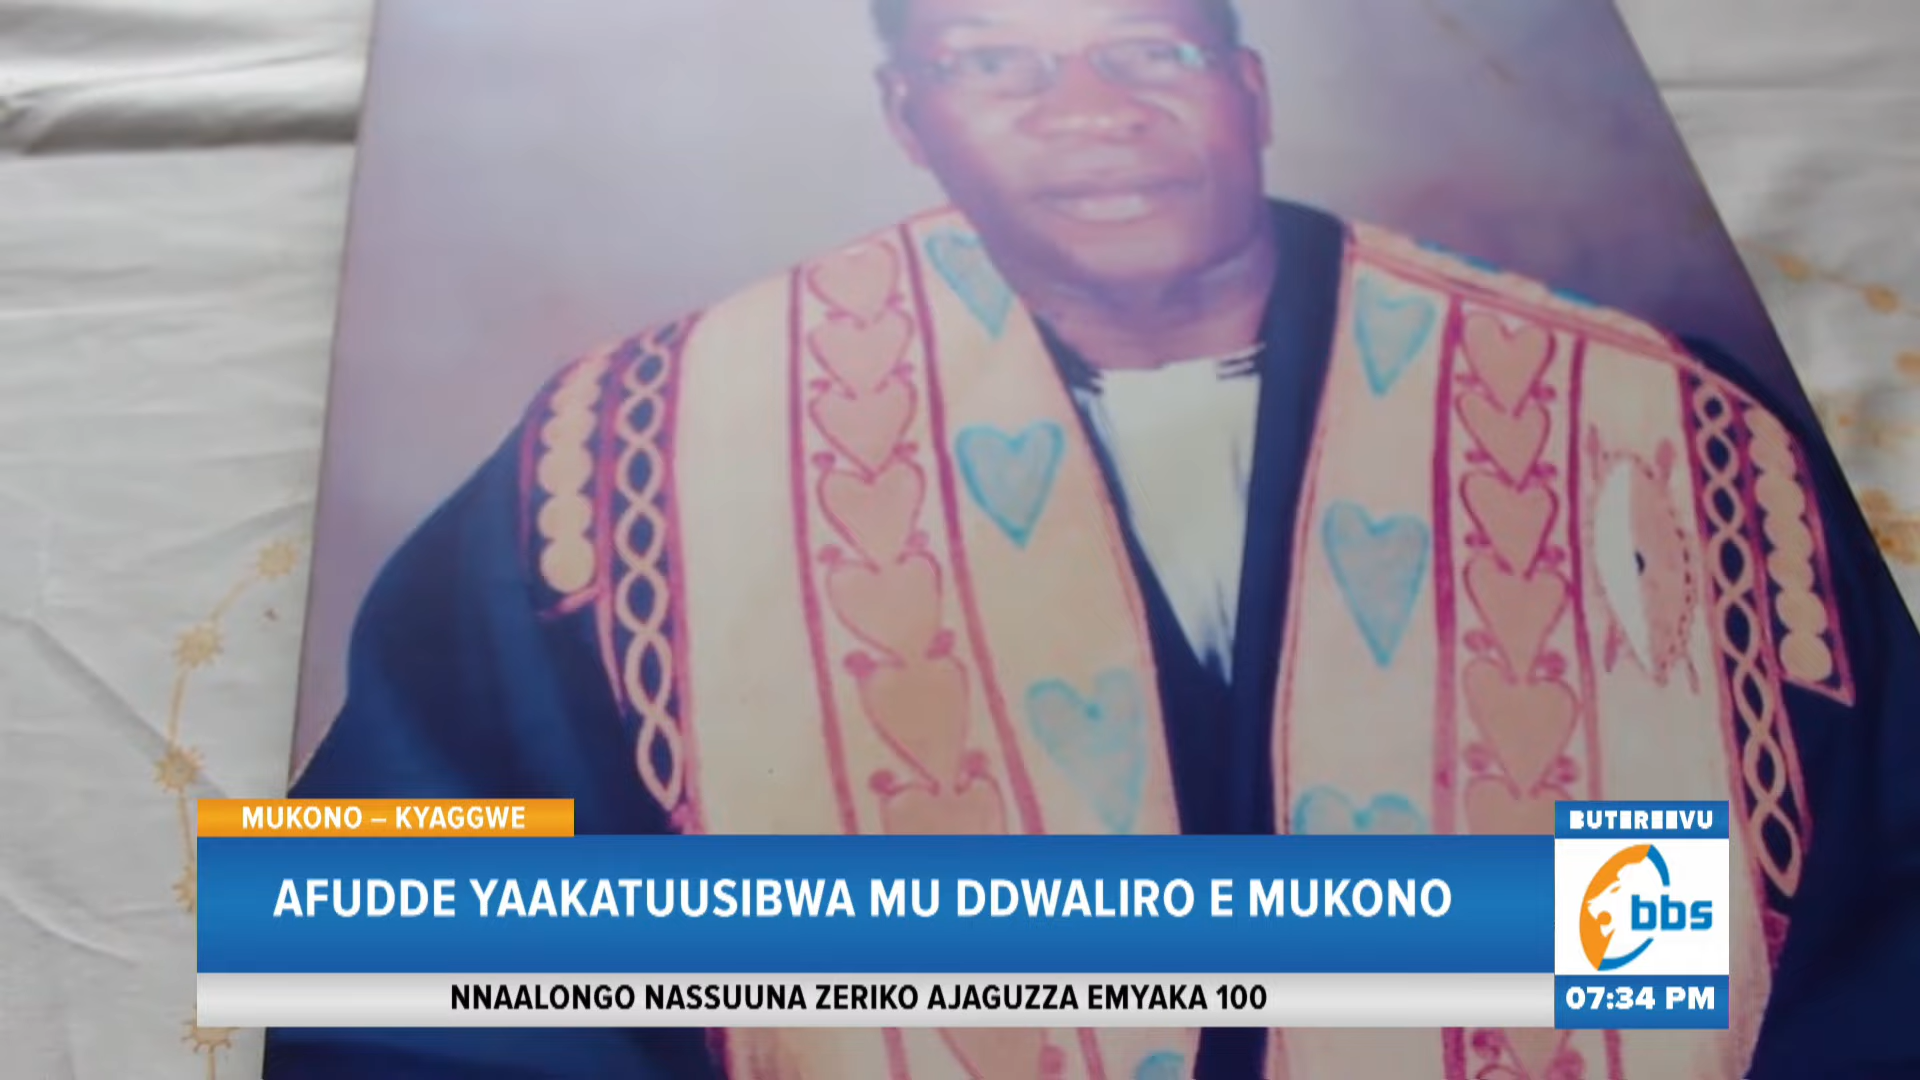 MUKONO – KYAGGWE
AFUDDE YAAKATUUSIBWA MU DDWALIRO E MUKONO
NNAALONGO NASSUUNA ZERIKO AJAGUZZA EMYAKA 100
BUTEREEVU
bbs
07:34 PM